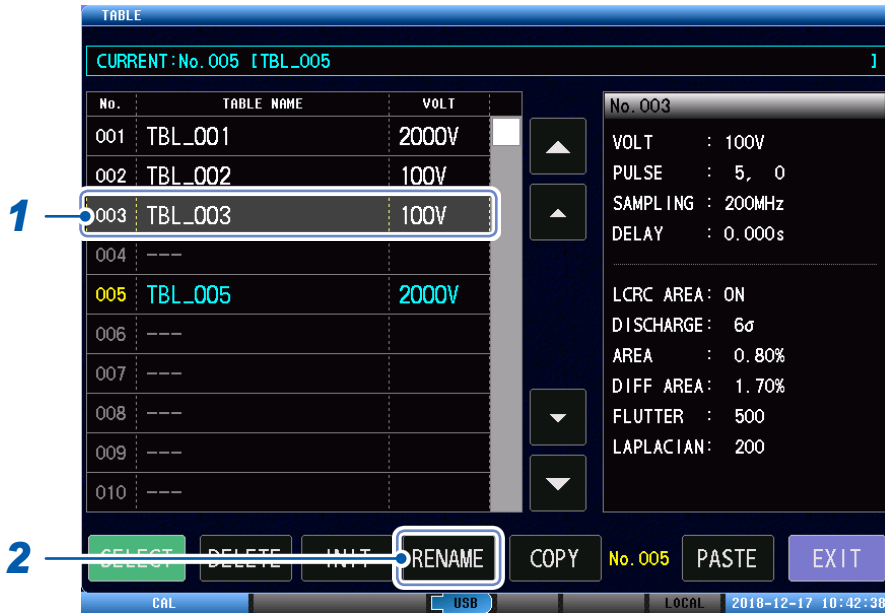 TABLE
CURRENT:No.005 [TBL_005 ]
No. TABLE NAME VOLT
001 TBL_001 2000V
002 TBL_002 100V
1
003 TBL_003 100V
004 ---
005 TBL_005 2000V
006 ---
007 ---
008 ---
009 ---
010 ---
No.003
VOLT : 100V
PULSE : 5, 0
SAMPLING : 200MHz
DELAY : 0.000s
LCRC AREA: ON
DISCHARGE: 6σ
AREA : 0.80%
DIFF AREA: 1.70%
FLUTTER : 500
LAPLACIAN: 200
2
SELECT DELETE INIT RENAME COPY No.005 PASTE EXIT
CAL USB LOCAL 2018-12-17 10:42:38